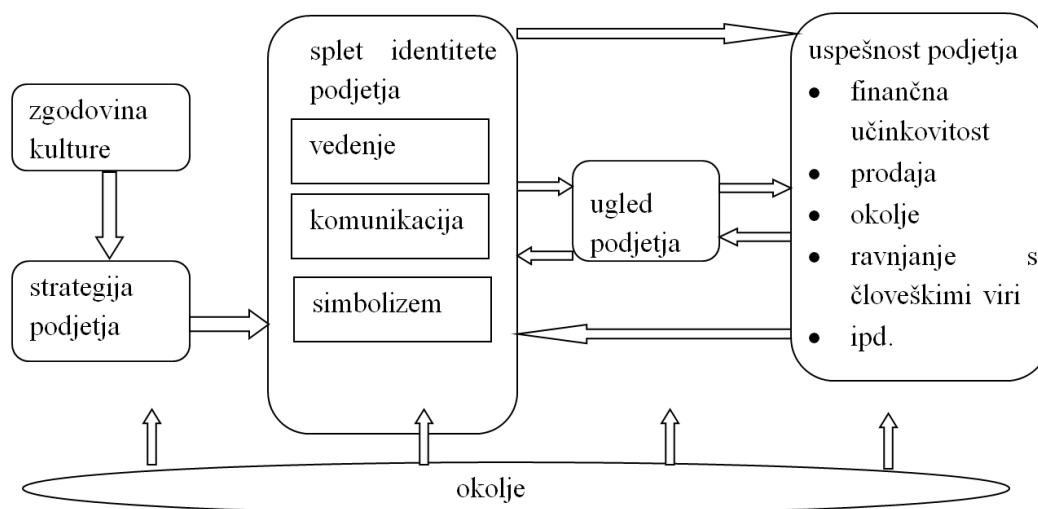 zgodovina
kulture
strategija
podjetja
splet identitete
podjetja
vedenje
komunikacija
simbolizem
ugled
podjetja
uspešnost podjetja
• finančna
učinkovitost
• prodaja
• okolje
• ravnjanje s
človeškimi viri
• ipd.
okolje